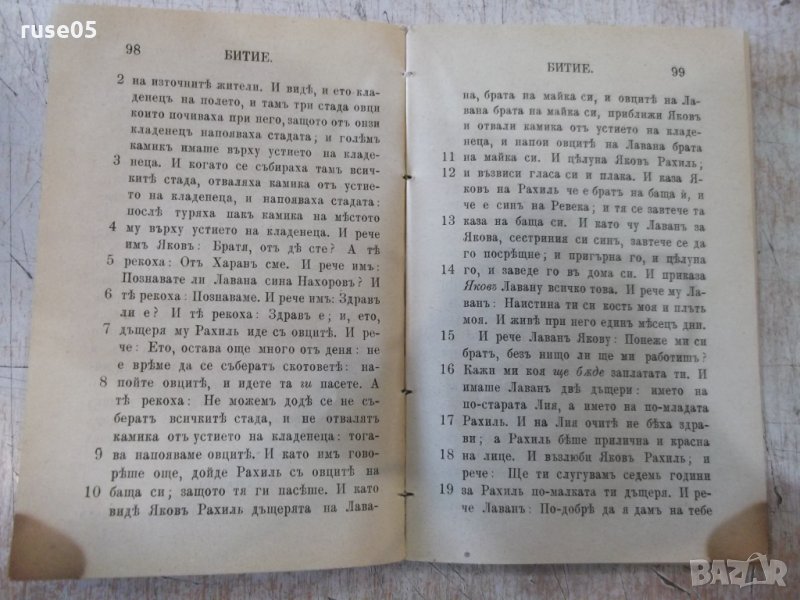 ruse05
98
БИТИЕ.
2 на източнитѣ жители. И видѣ, и ето кла-
денецъ на полето, и тамъ три стада овци
които почиваха при него, защото отъ онзи
кладенецъ напояваха стадата; и голѣмъ
камикъ имаше върху устието на кладе-
3 неца. И когато се събираха тамъ всич-
китѣ стада, отваляха камика отъ устие-
то на кладенеца, и напояваха стадата:
послѣ туряха пакъ камика на мѣстото
4 му върху устието на кладенеца. И рече
имъ Яковъ: Братя, отъ дѣ сте? А тѣ
5 рекоха: Отъ Харанъ сме. И рече имъ:
Познавате ли Лавана сина Нахоровъ? И
6 тѣ рекоха: Познаваме. И рече имъ: Здравъ
ли е? И тѣ рекоха: Здравъ е; и, ето,
7 дъщеря му Рахиль иде съ овцитѣ. И ре-
че: Ето, остава още много отъ деня: не
е врѣме да се събератъ скотоветѣ: на-
8 пойте овцитѣ, и идете та ги пасете. А
тѣ рекоха: Не можемъ додѣ се не съ-
бератъ всичкитѣ стада, и не отвалятъ
камика отъ устието на кладенеца: тога-
9 ва напояваме овцитѣ. И като имъ гово-
рѣше още, дойде Рахиль съ овцитѣ на
10 баща си; защото тя ги пасѣше. И като
видѣ Яковъ Рахиль дъщерята на Лава-
БИТИЕ.
99
на, брата на майка си, и овцитѣ на Ла-
вана брата на майка си, приближи Яковъ
и отвали камика отъ устието на кладе-
неца, и напои овцитѣ на Лавана брата
11 на майка си. И цѣлуна Яковъ Рахиль;
12 и възвиси гласа си и плака. И каза Я-
ковъ на Рахиль че е братъ на баща ѝ, и
че е синъ на Ревека; и тя се завтече та
13 каза на баща си. И като чу Лаванъ за
Якова, сестриния си синъ, завтече се да
го посрѣщне; и пригърна го, и цѣлуна
14 го, и заведе го въ дома си. И приказа
Яковъ Лавану всичко това. И рече му Ла-
ванъ: Наистина ти си кость моя и плъть
моя. И живѣ при него единъ мѣсецъ дни.
15 И рече Лаванъ Якову: Понеже ми си
братъ, безъ нищо ли ще ми работишъ?
16 Кажи ми коя ще бѫде заплатата ти. И
имаше Лаванъ двѣ дъщери: името на
по-старата Лия, а името на по-младата
17 Рахиль. И на Лия очитѣ не бѣха здра-
ви; а Рахиль бѣше прилична и красна
18 на лице. И възлюби Яковъ Рахиль; и
рече: Ще ти слугувамъ седемь години
19 за Рахиль по-малката ти дъщеря. И ре-
че Лаванъ: По-добрѣ да я дамъ на тебе
BAZAR